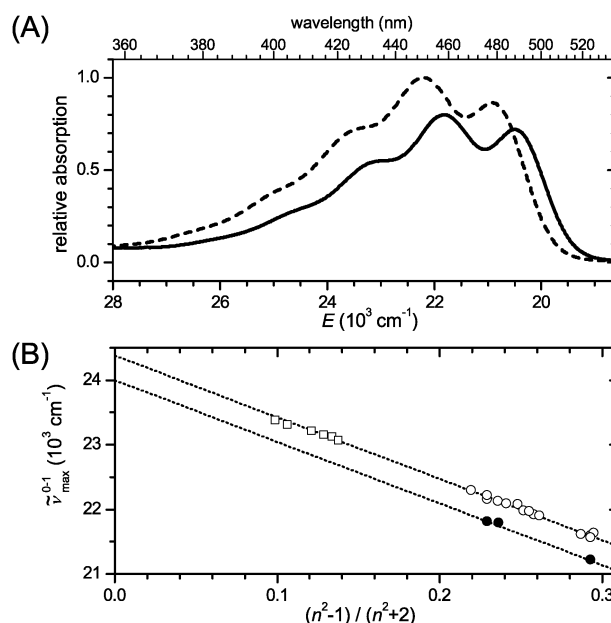 (A)
wavelength (nm)
360 380 400 420 440 460 480 500 520
relative absorption
1.0
0.5
0.0
28 26 24 22 20
E (10³ cm⁻¹)
(B)
ν̃ₘₐₓ⁰⁻¹ (10³ cm⁻¹)
24
23
22
21
0.0 0.1 0.2 0.3
(n²-1) / (n²+2)